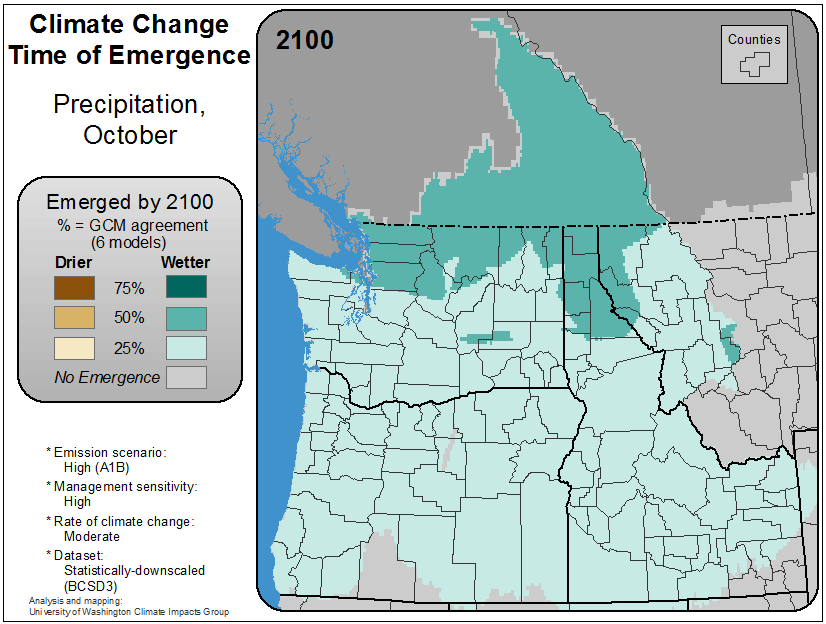 Climate Change
Time of Emergence
Precipitation,
October
Emerged by 2100
% = GCM agreement
(6 models)
Drier
Wetter
75%
50%
25%
No Emergence
* Emission scenario:
High (A1B)
* Management sensitivity:
High
* Rate of climate change:
Moderate
* Dataset:
Statistically-downscaled
(BCSD3)
Analysis and mapping:
University of Washington Climate Impacts Group
2100
Counties